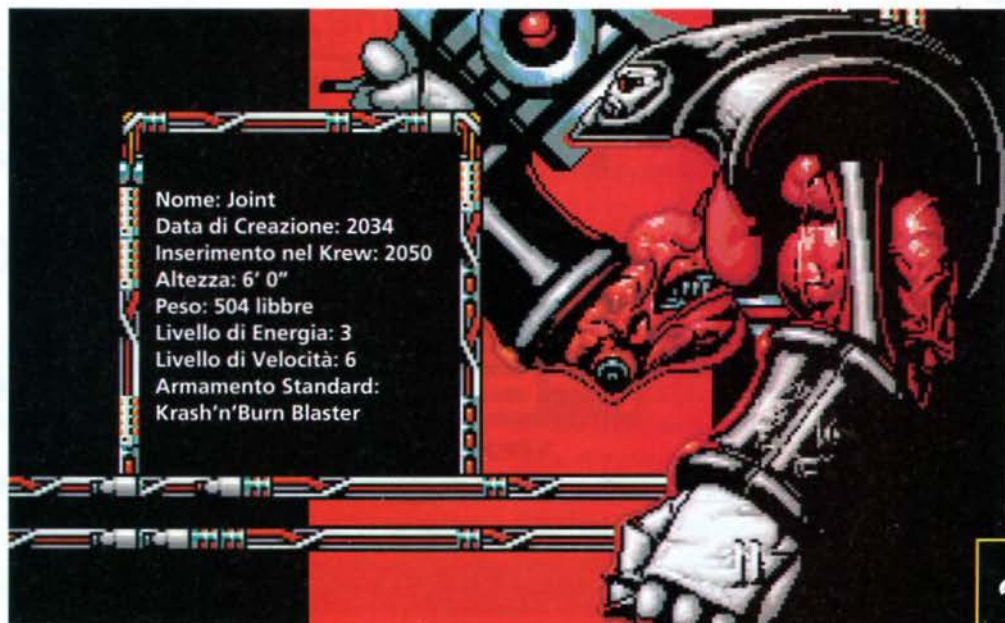 Nome: Joint
Data di Creazione: 2034
Inserimento nel Krew: 2050
Altezza: 6' 0"
Peso: 504 libbre
Livello di Energia: 3
Livello di Velocità: 6
Armamento Standard:
Krash'n'Burn Blaster